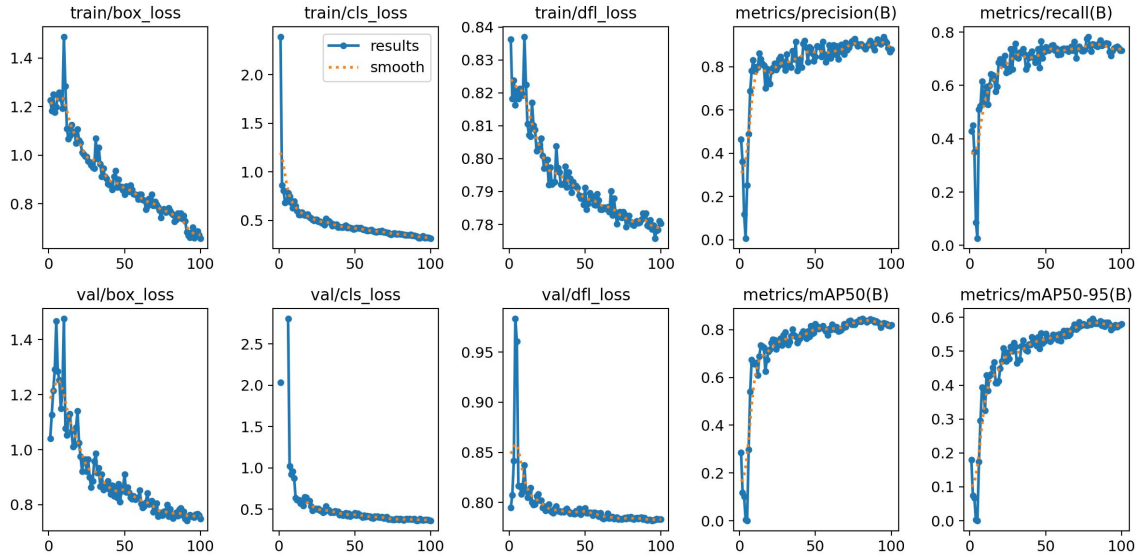 train/box_loss
train/cls_loss
train/dfl_loss
metrics/precision(B)
metrics/recall(B)
results
smooth
1.4
1.2
1.0
0.8
2.0
1.5
1.0
0.5
0.84
0.83
0.82
0.81
0.80
0.79
0.78
0.8
0.6
0.4
0.2
0.0
0.8
0.6
0.4
0.2
0.0
0 50 100
0 50 100
0 50 100
0 50 100
0 50 100
val/box_loss
val/cls_loss
val/dfl_loss
metrics/mAP50(B)
metrics/mAP50-95(B)
1.4
1.2
1.0
0.8
2.5
2.0
1.5
1.0
0.5
0.95
0.90
0.85
0.80
0.8
0.6
0.4
0.2
0.0
0.6
0.5
0.4
0.3
0.2
0.1
0.0
0 50 100
0 50 100
0 50 100
0 50 100
0 50 100